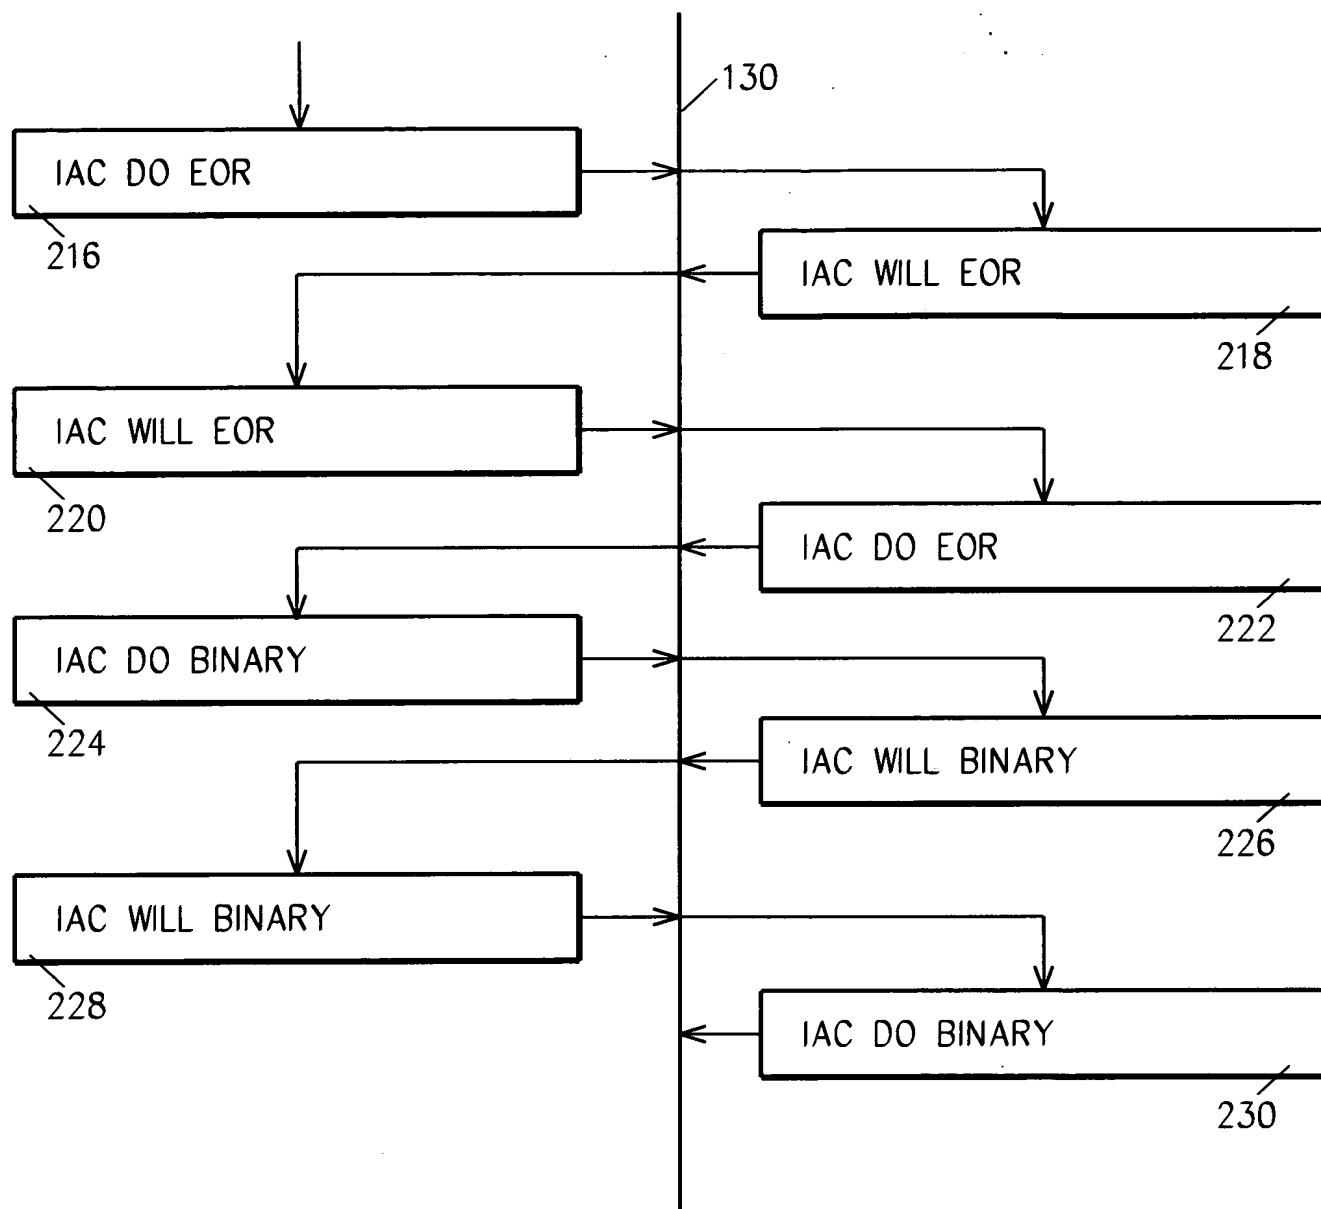 130
IAC DO EOR
216
IAC WILL EOR
218
IAC WILL EOR
220
IAC DO EOR
222
IAC DO BINARY
224
IAC WILL BINARY
226
IAC WILL BINARY
228
IAC DO BINARY
230